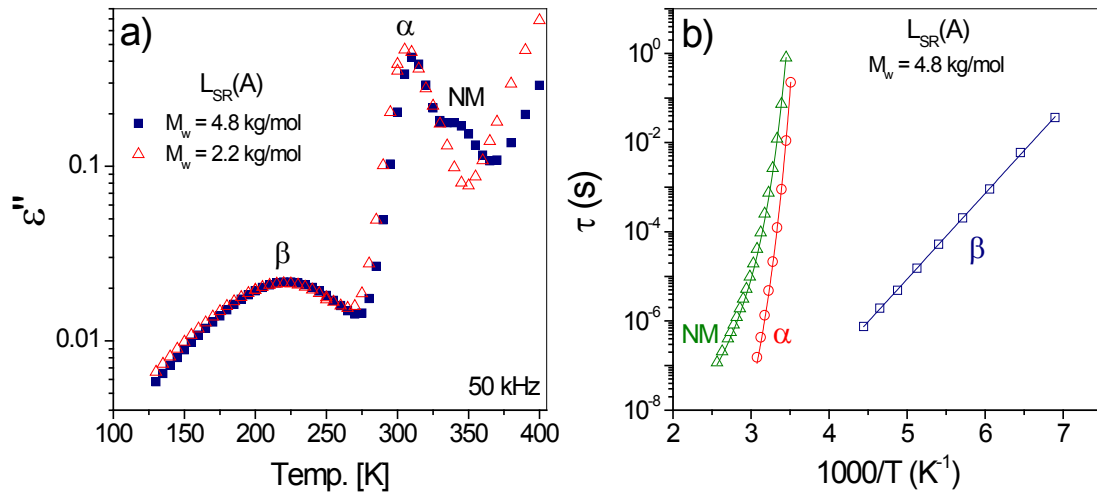 a)
α
L_SR(A)
M_w = 4.8 kg/mol
M_w = 2.2 kg/mol
NM
β
50 kHz
ε"
0.1
0.01
100 150 200 250 300 350 400
Temp. [K]
b)
L_SR(A)
M_w = 4.8 kg/mol
τ (s)
10^0
10^-2
10^-4
10^-6
10^-8
NM
α
β
2 3 4 5 6 7
1000/T (K^-1)